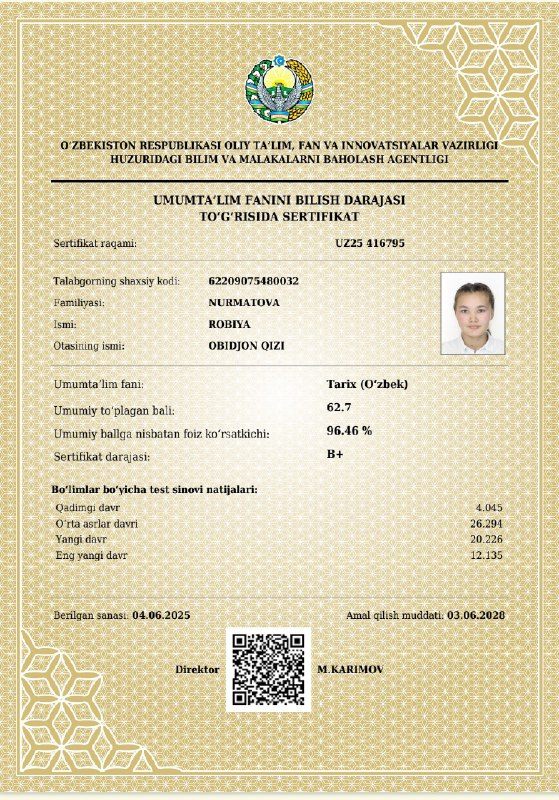 O‘ZBEKISTON RESPUBLIKASI OLIY TA’LIM, FAN VA INNOVATSIYALAR VAZIRLIGI
HUZURIDAGI BILIM VA MALAKALARNI BAHOLASH AGENTLIGI
UMUMTA’LIM FANINI BILISH DARAJASI
TO‘G‘RISIDA SERTIFIKAT
Sertifikat raqami: UZ25 416795
Talabgorning shaxsiy kodi: 62209075480032
Familiyasi: NURMATOVA
Ismi: ROBIYA
Otasining ismi: OBIDJON QIZI
Umumta’lim fani: Tarix (O‘zbek)
Umumiy to‘plagan bali: 62.7
Umumiy ballga nisbatan foiz ko‘rsatkichi: 96.46 %
Sertifikat darajasi: B+
Bo‘limlar bo‘yicha test sinovi natijalari:
Qadimgi davr 4.045
O‘rta asrlar davri 26.294
Yangi davr 20.226
Eng yangi davr 12.135
Berilgan sanasi: 04.06.2025 Amal qilish muddati: 03.06.2028
Direktor M.KARIMOV